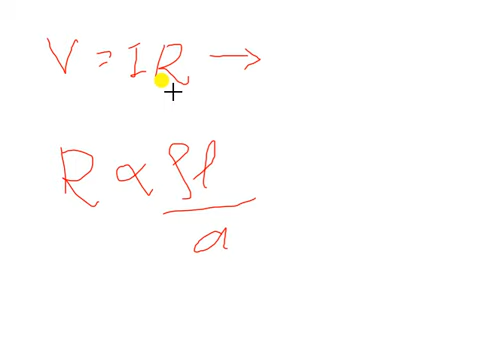 V = IR →
R ∝ ρl
a